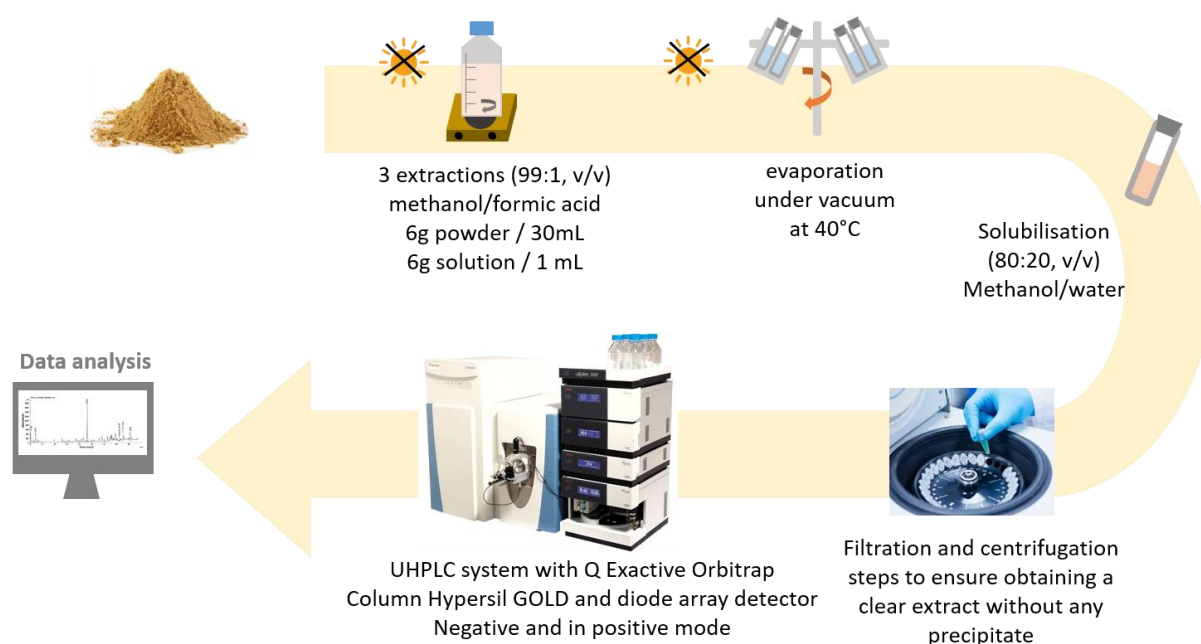 3 extractions (99:1, v/v)
methanol/formic acid
6g powder / 30mL
6g solution / 1 mL
evaporation
under vacuum
at 40°C
Solubilisation
(80:20, v/v)
Methanol/water
Filtration and centrifugation
steps to ensure obtaining a
clear extract without any
precipitate
UHPLC system with Q Exactive Orbitrap
Column Hypersil GOLD and diode array detector
Negative and in positive mode
Data analysis